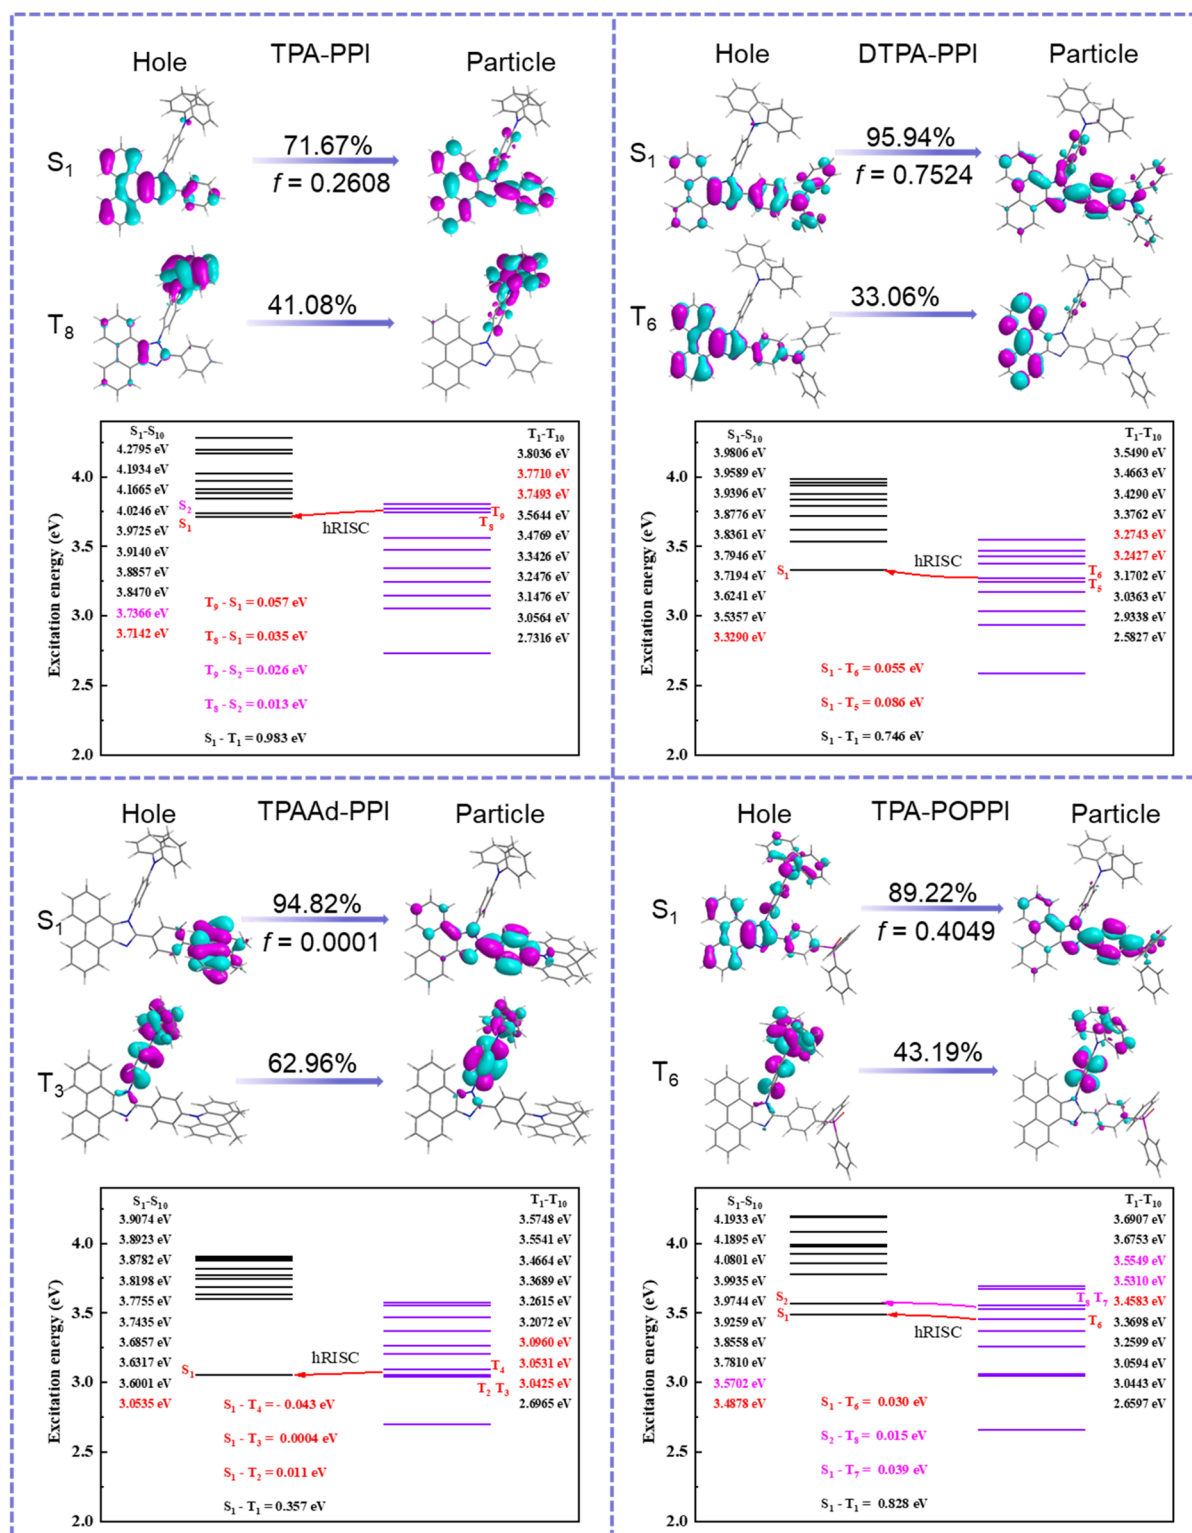 Hole TPA-PPI Particle
S₁ 71.67%
f = 0.2608
T₈ 41.08%
Excitation energy (eV)
4.0
3.5
3.0
2.5
2.0
S₁-S₁₀
4.2795 eV
4.1934 eV
4.1665 eV
4.0246 eV
3.9725 eV
3.9140 eV
3.8857 eV
3.8470 eV
3.7366 eV
3.7142 eV
S₂
S₁
hRISC
T₉
T₈
T₉ - S₁ = 0.057 eV
T₈ - S₁ = 0.035 eV
T₉ - S₂ = 0.026 eV
T₈ - S₂ = 0.013 eV
S₁ - T₁ = 0.983 eV
T₁-T₁₀
3.8036 eV
3.7710 eV
3.7493 eV
3.5644 eV
3.4769 eV
3.3426 eV
3.2476 eV
3.1476 eV
3.0564 eV
2.7316 eV
Hole DTPA-PPI Particle
S₁ 95.94%
f = 0.7524
T₆ 33.06%
Excitation energy (eV)
4.0
3.5
3.0
2.5
2.0
S₁-S₁₀
3.9806 eV
3.9589 eV
3.9396 eV
3.8776 eV
3.8361 eV
3.7946 eV
3.7194 eV
3.6241 eV
3.5357 eV
3.3290 eV
S₁
hRISC
T₆
T₅
S₁ - T₆ = 0.055 eV
S₁ - T₅ = 0.086 eV
S₁ - T₁ = 0.746 eV
T₁-T₁₀
3.5490 eV
3.4663 eV
3.4290 eV
3.3762 eV
3.2743 eV
3.2427 eV
3.1702 eV
3.0363 eV
2.9338 eV
2.5827 eV
Hole TPAAd-PPI Particle
S₁ 94.82%
f = 0.0001
T₃ 62.96%
Excitation energy (eV)
4.0
3.5
3.0
2.5
2.0
S₁-S₁₀
3.9074 eV
3.8923 eV
3.8782 eV
3.8198 eV
3.7755 eV
3.7435 eV
3.6857 eV
3.6317 eV
3.6001 eV
3.0535 eV
S₁
hRISC
T₄
T₂ T₃
S₁ - T₄ = - 0.043 eV
S₁ - T₃ = 0.0004 eV
S₁ - T₂ = 0.011 eV
S₁ - T₁ = 0.357 eV
T₁-T₁₀
3.5748 eV
3.5541 eV
3.4664 eV
3.3689 eV
3.2615 eV
3.2072 eV
3.0960 eV
3.0531 eV
3.0425 eV
2.6965 eV
Hole TPA-POPPI Particle
S₁ 89.22%
f = 0.4049
T₆ 43.19%
Excitation energy (eV)
4.0
3.5
3.0
2.5
2.0
S₁-S₁₀
4.1933 eV
4.1895 eV
4.0801 eV
3.9935 eV
3.9744 eV
3.9259 eV
3.8558 eV
3.7810 eV
3.5702 eV
3.4878 eV
S₂
S₁
hRISC
T₈ T₇
T₆
S₁ - T₆ = 0.030 eV
S₂ - T₈ = 0.015 eV
S₁ - T₇ = 0.039 eV
S₁ - T₁ = 0.828 eV
T₁-T₁₀
3.6907 eV
3.6753 eV
3.5549 eV
3.5310 eV
3.4583 eV
3.3698 eV
3.2599 eV
3.0594 eV
3.0443 eV
2.6597 eV